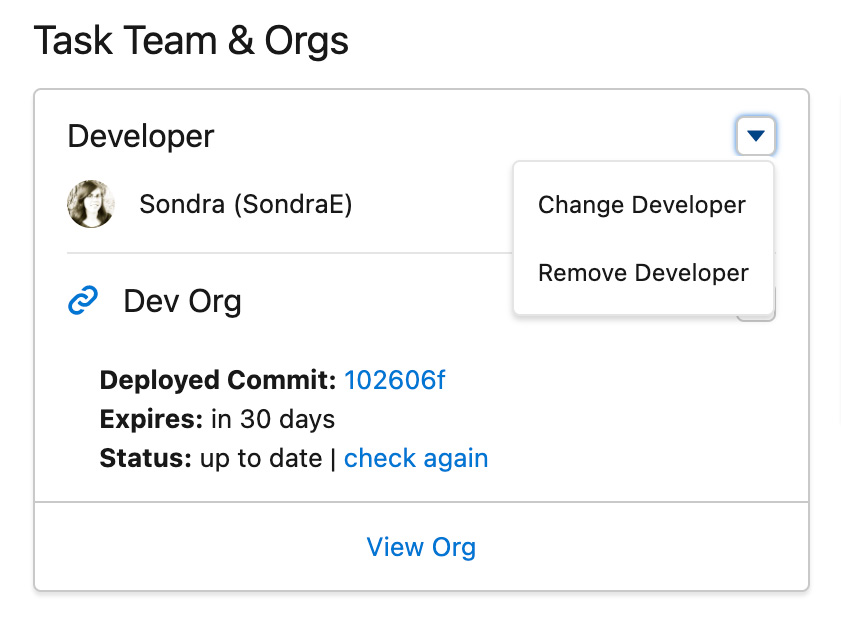 Task Team & Orgs
Developer
Sondra (SondraE)
Change Developer
Remove Developer
Dev Org
Deployed Commit: 102606f
Expires: in 30 days
Status: up to date | check again
View Org